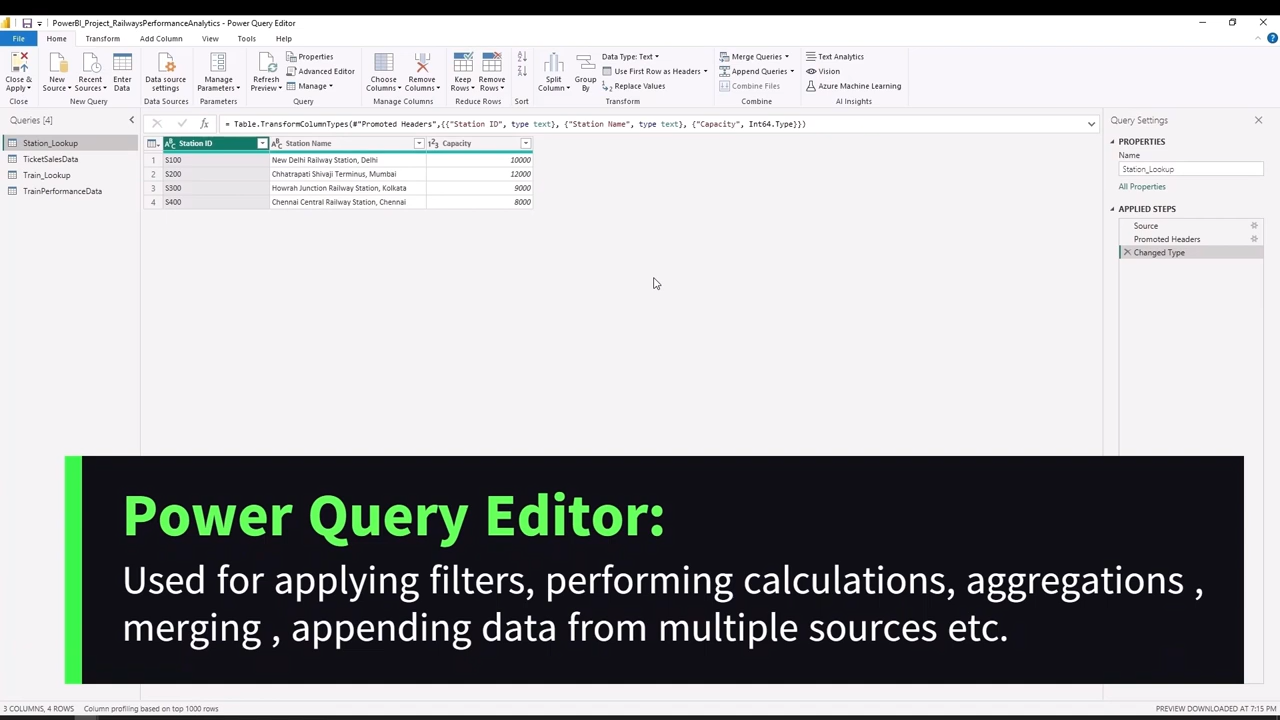 PowerBI_Project_RailwaysPerformanceAnalytics - Power Query Editor
File Home Transform Add Column View Tools Help
Close & Apply
New Source
Recent Sources
Enter Data
Data source settings
Manage Parameters
Refresh Preview
Properties
Advanced Editor
Manage
Choose Columns
Remove Columns
Keep Rows
Remove Rows
Split Column
Group By
Data Type: Text
Use First Row as Headers
Replace Values
Merge Queries
Append Queries
Combine Files
Text Analytics
Vision
Azure Machine Learning
Close New Query Data Sources Parameters Query Manage Columns Reduce Rows Sort Transform Combine AI Insights
Queries [4]
Station_Lookup
TicketSalesData
Train_Lookup
TrainPerformanceData
= Table.TransformColumnTypes(#"Promoted Headers",{{"Station ID", type text}, {"Station Name", type text}, {"Capacity", Int64.Type}})
Station ID Station Name Capacity
1 S100 New Delhi Railway Station, Delhi 10000
2 S200 Chhatrapati Shivaji Terminus, Mumbai 12000
3 S300 Howrah Junction Railway Station, Kolkata 9000
4 S400 Chennai Central Railway Station, Chennai 8000
Query Settings
PROPERTIES
Name
Station_Lookup
All Properties
APPLIED STEPS
Source
Promoted Headers
Changed Type
Power Query Editor:
Used for applying filters, performing calculations, aggregations ,
merging , appending data from multiple sources etc.
3 COLUMNS, 4 ROWS Column profiling based on top 1000 rows PREVIEW DOWNLOADED AT 7:15 PM